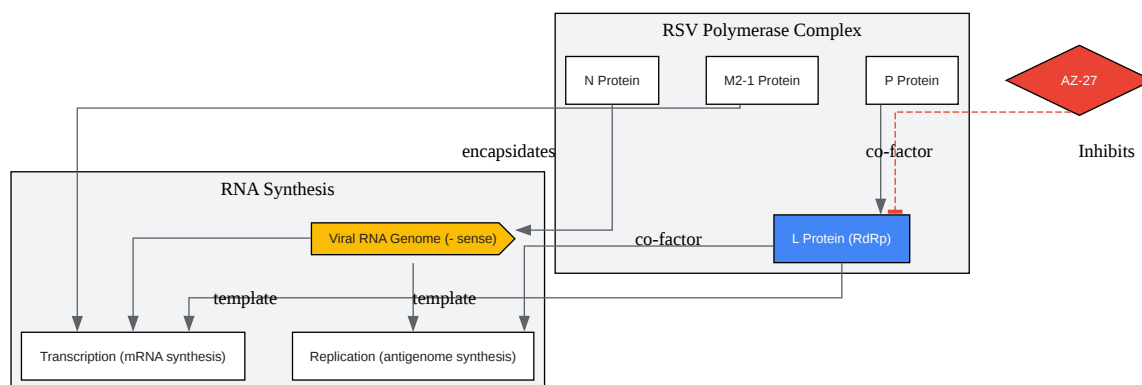 RSV Polymerase Complex
N Protein
M2-1 Protein
P Protein
AZ-27
encapsidates
co-factor
Inhibits
RNA Synthesis
Viral RNA Genome (- sense)
co-factor
L Protein (RdRp)
template
template
Transcription (mRNA synthesis)
Replication (antigenome synthesis)